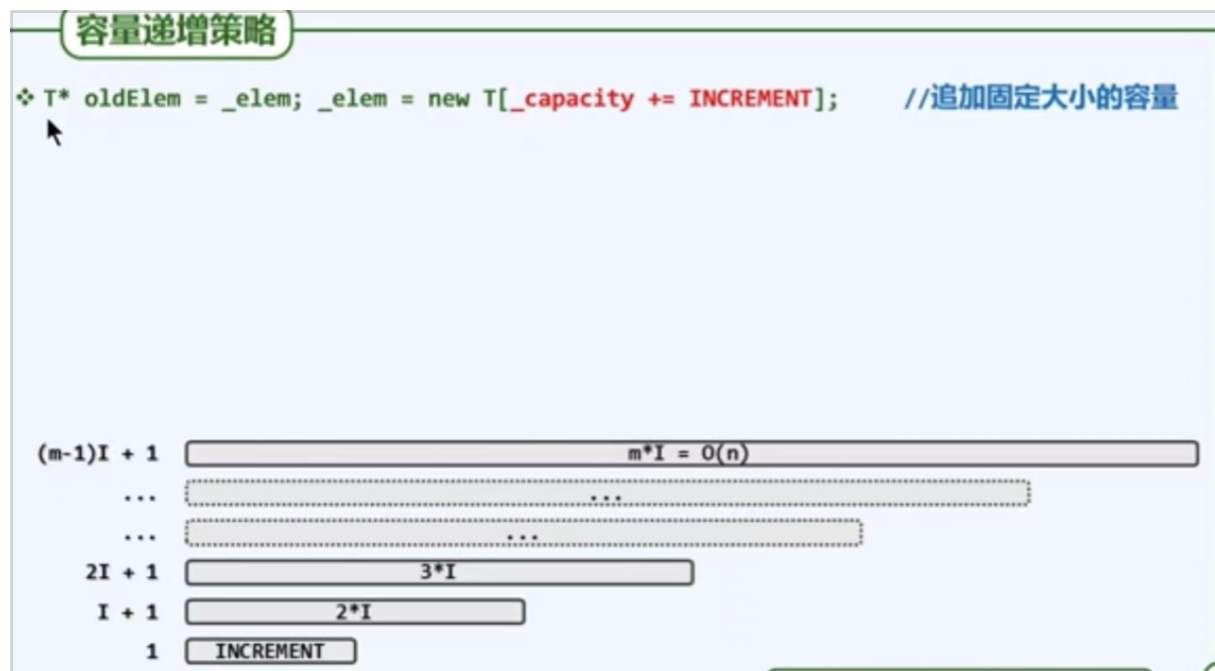 容量递增策略
❖ T* oldElem = _elem; _elem = new T[_capacity += INCREMENT]; //追加固定大小的容量
(m-1)I + 1 m*I = O(n)
... ...
... ...
2I + 1 3*I
I + 1 2*I
1 INCREMENT